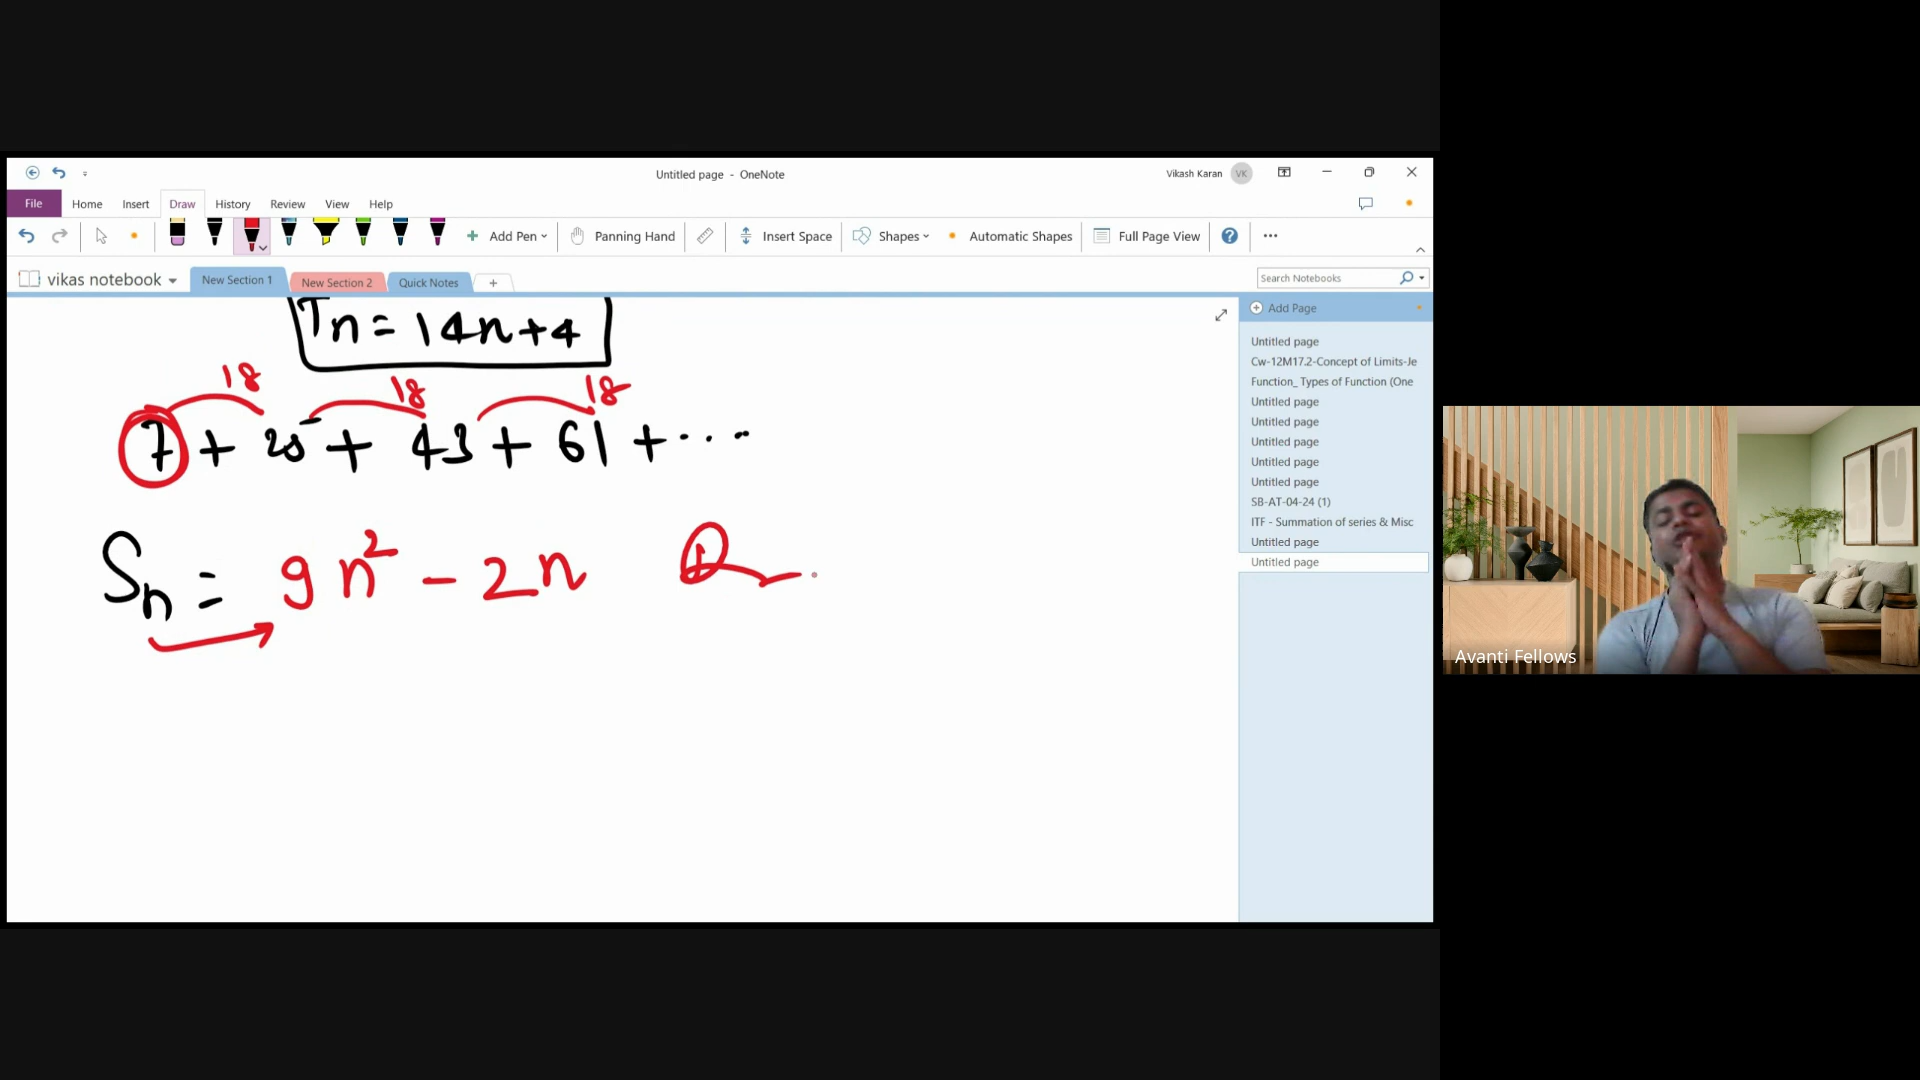 Untitled page - OneNote
Vikash Karan VK
File Home Insert Draw History Review View Help
Add Pen Panning Hand Insert Space Shapes Automatic Shapes Full Page View
vikas notebook New Section 1 New Section 2 Quick Notes
Search Notebooks
Add Page
Untitled page
Cw-12M17.2-Concept of Limits-Je
Function_ Types of Function (One
Untitled page
Untitled page
Untitled page
Untitled page
Untitled page
SB-AT-04-24 (1)
ITF - Summation of series & Misc
Untitled page
Untitled page
Tn = 14n+4
18 18 18
7 + 25 + 43 + 61 + ...
Sn = 9n² - 2n
Avanti Fellows